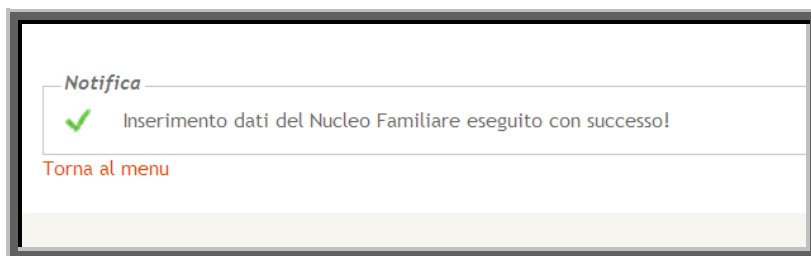 Notifica
Inserimento dati del Nucleo Familiare eseguito con successo!
Torna al menu